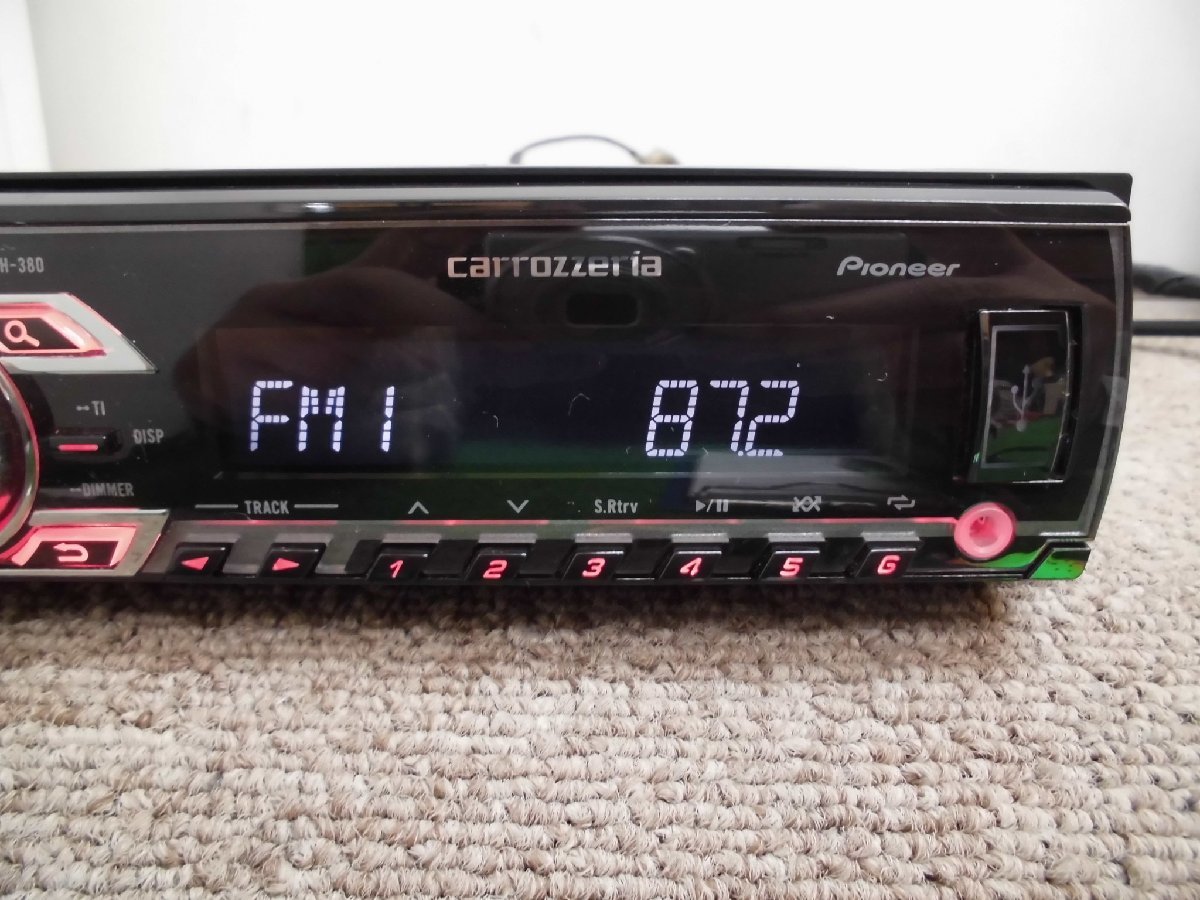 H-380
carrozzeria
Pioneer
TI
DISP
DIMMER
FM1 87.2
TRACK S.Rtrv
1 2 3 4 5 6